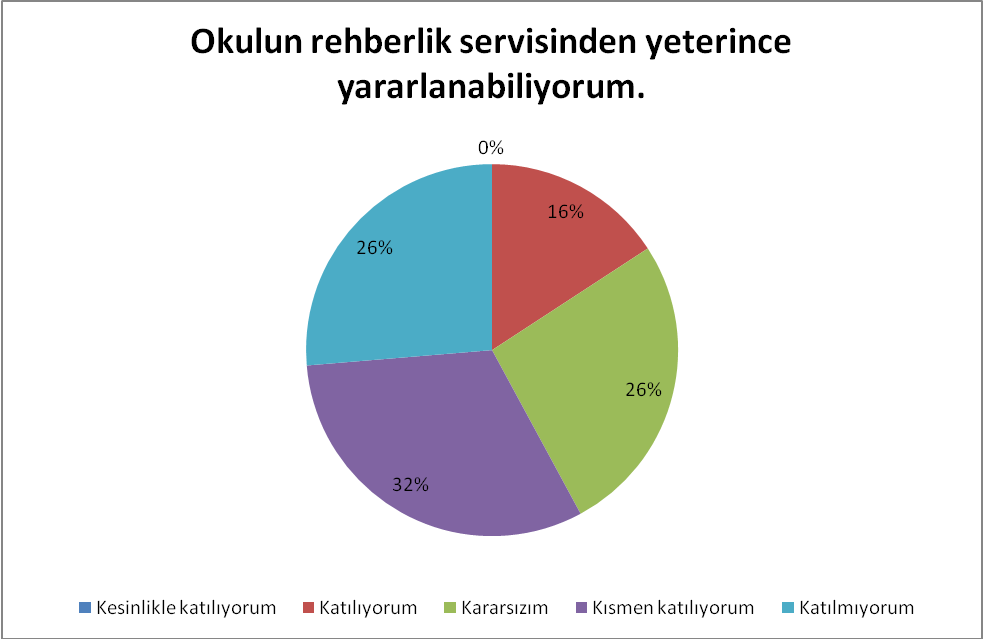 Okulun rehberlik servisinden yeterince
yararlanabiliyorum.
0%
16%
26%
26%
32%
Kesinlikle katılıyorum Katılıyorum Kararsızım Kısmen katılıyorum Katılmıyorum